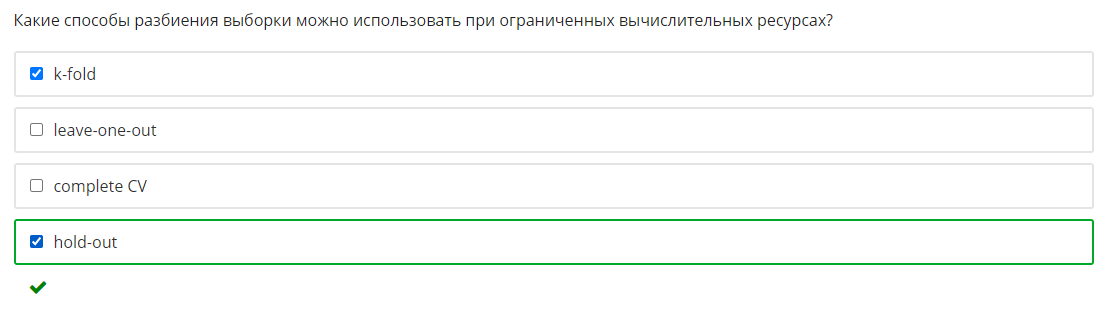 Какие способы разбиения выборки можно использовать при ограниченных вычислительных ресурсах?
k-fold
leave-one-out
complete CV
hold-out